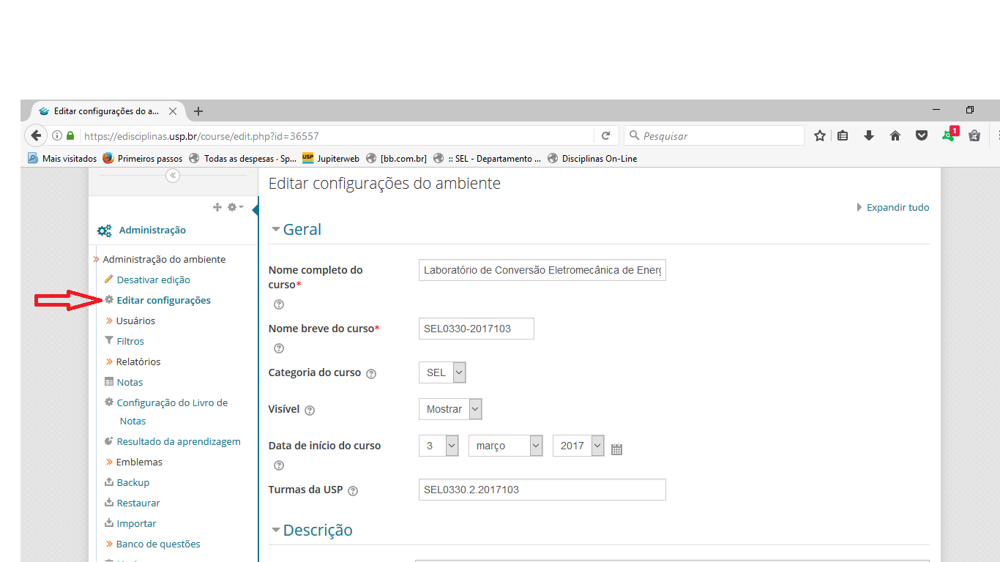 Editar configurações do a...
https://edisciplinas.usp.br/course/edit.php?id=36557
Pesquisar
1
Mais visitados
Primeiros passos
Todas as despesas · Sp...
USP
Jupiterweb
[bb.com.br]
:: SEL - Departamento ...
Disciplinas On-Line
Editar configurações do ambiente
Expandir tudo
Administração
Administração do ambiente
Desativar edição
Editar configurações
Usuários
Filtros
Relatórios
Notas
Configuração do Livro de
Notas
Resultado da aprendizagem
Emblemas
Backup
Restaurar
Importar
Banco de questões
Geral
Nome completo do
curso*
Laboratório de Conversão Eletromecânica de Energ
Nome breve do curso*
SEL0330-2017103
Categoria do curso
SEL
Visível
Mostrar
Data de início do curso
3
março
2017
Turmas da USP
SEL0330.2.2017103
Descrição